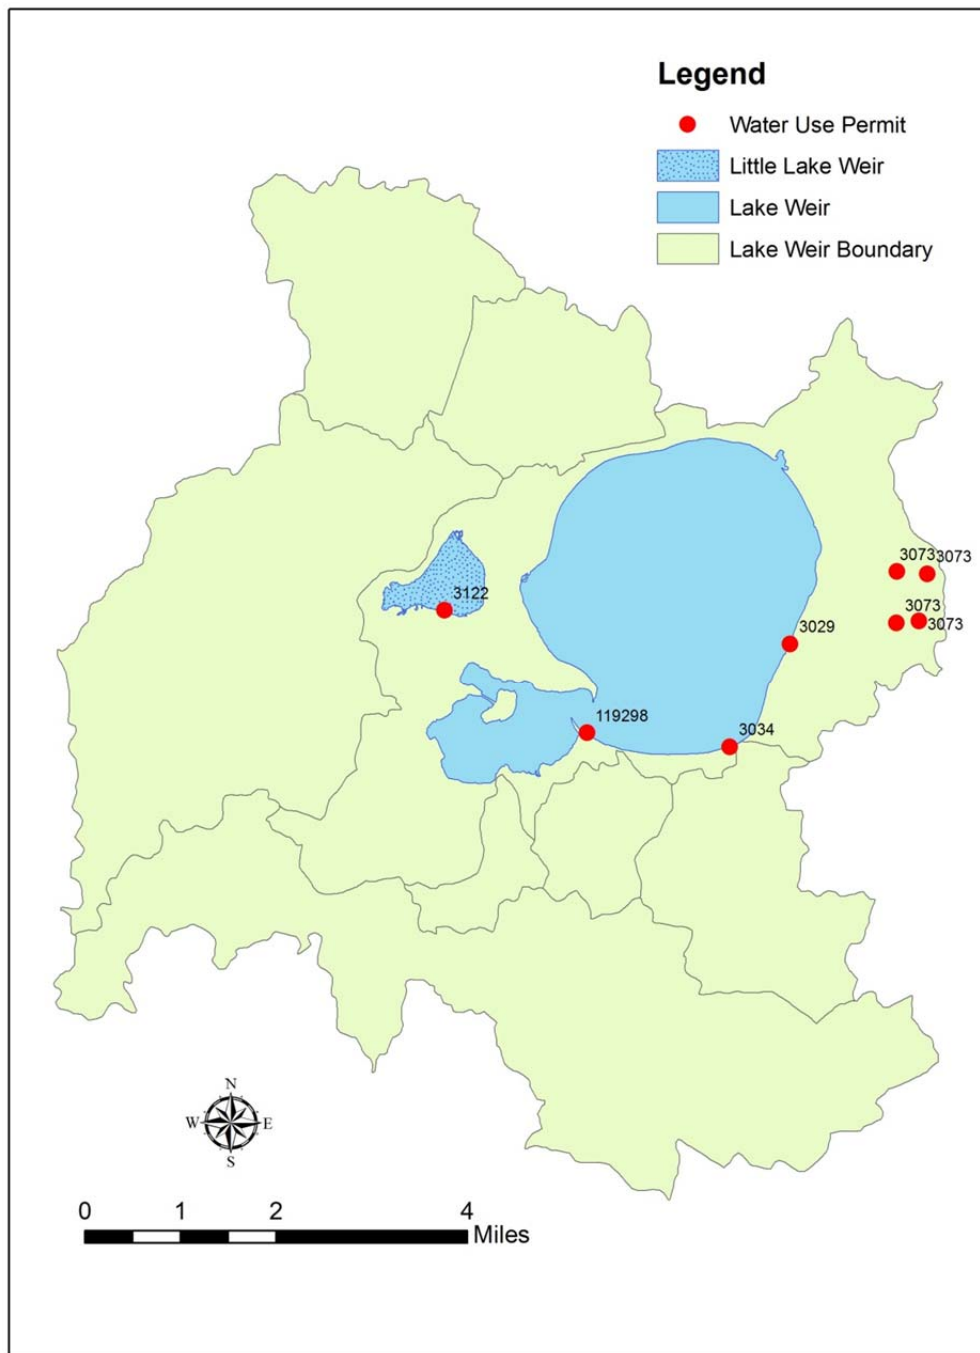 Legend
Water Use Permit
Little Lake Weir
Lake Weir
Lake Weir Boundary
3073 3073
3122
3073
3073
3029
119298
3034
N
W E
S
0 1 2 4
Miles